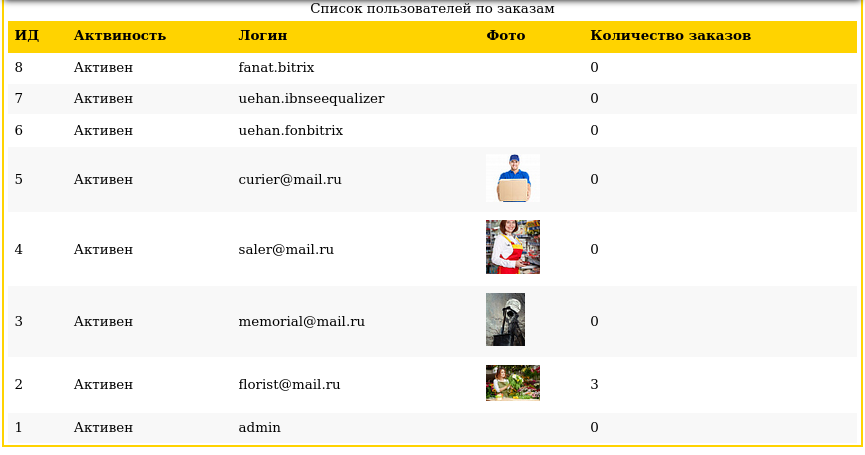 Список пользователей по заказам
ИД Активность Логин Фото Количество заказов
8 Активен fanat.bitrix 0
7 Активен uehan.ibnseequalizer 0
6 Активен uehan.fonbitrix 0
5 Активен curier@mail.ru 0
4 Активен saler@mail.ru 0
3 Активен memorial@mail.ru 0
2 Активен florist@mail.ru 3
1 Активен admin 0